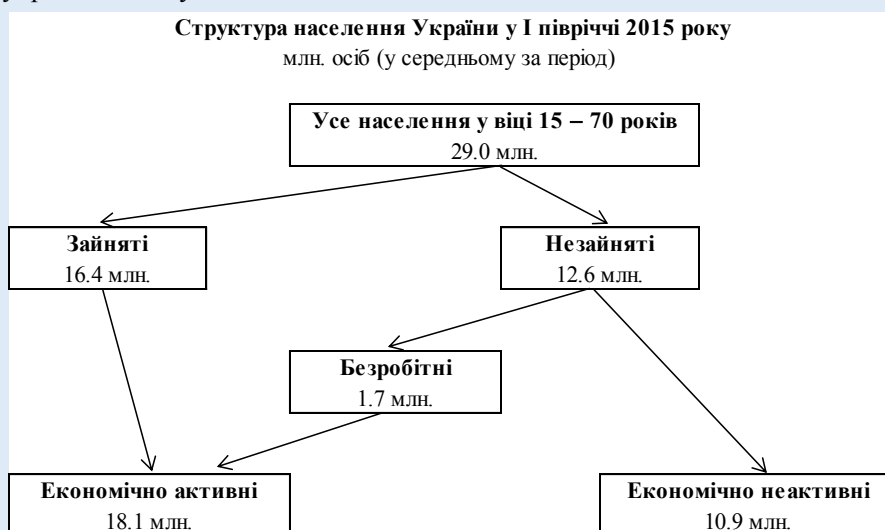 Структура населення України у І півріччі 2015 року
млн. осіб (у середньому за період)
Усе населення у віці 15 – 70 років
29.0 млн.
Зайняті
16.4 млн.
Незайняті
12.6 млн.
Безробітні
1.7 млн.
Економічно активні
18.1 млн.
Економічно неактивні
10.9 млн.